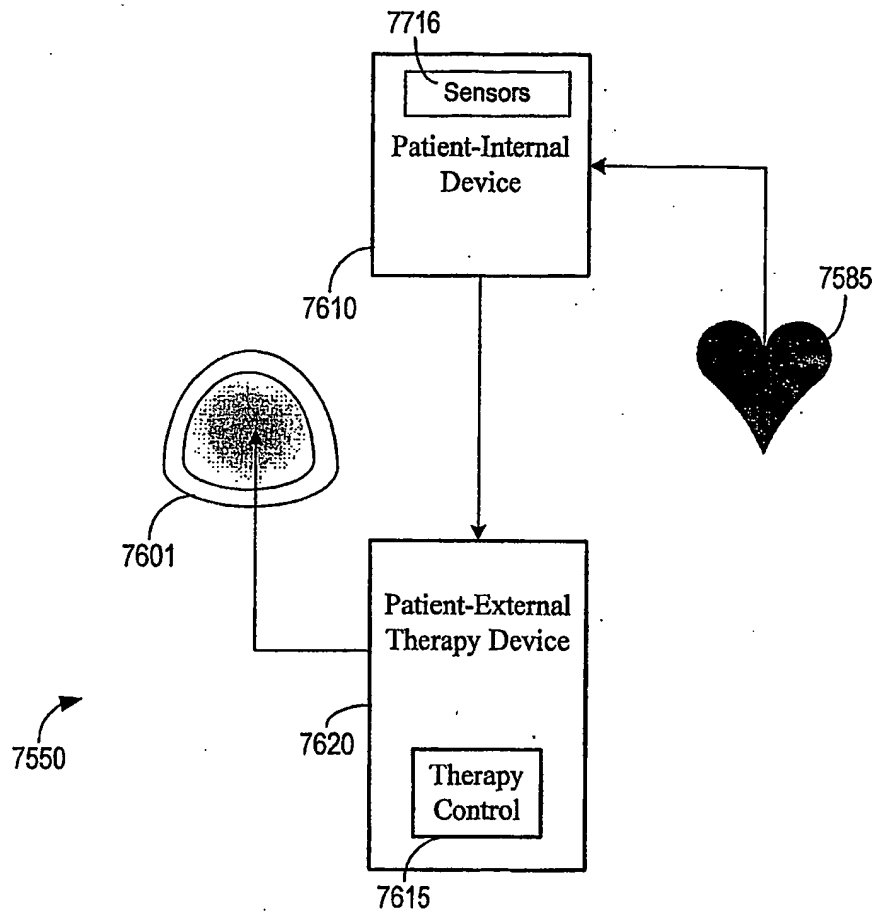 7716
Sensors
Patient-Internal
Device
7610
7585
7601
Patient-External
Therapy Device
7550
7620
Therapy
Control
7615